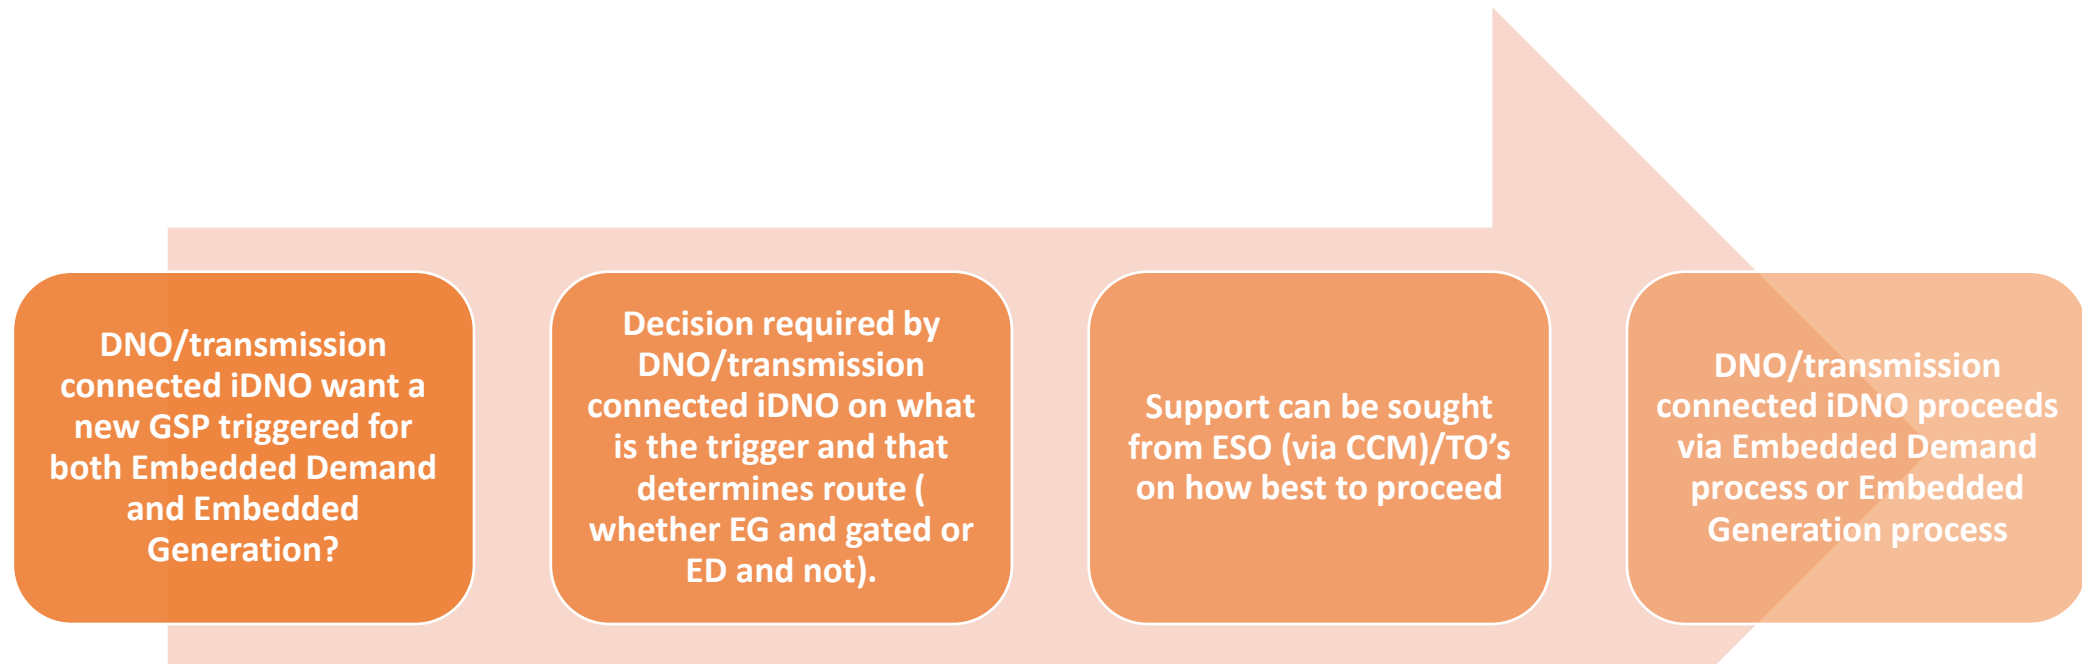 DNO/transmission
connected iDNO want a
new GSP triggered for
both Embedded Demand
and Embedded
Generation?
Decision required by
DNO/transmission
connected iDNO on what
is the trigger and that
determines route (
whether EG and gated or
ED and not).
Support can be sought
from ESO (via CCM)/TO’s
on how best to proceed
DNO/transmission
connected iDNO proceeds
via Embedded Demand
process or Embedded
Generation process